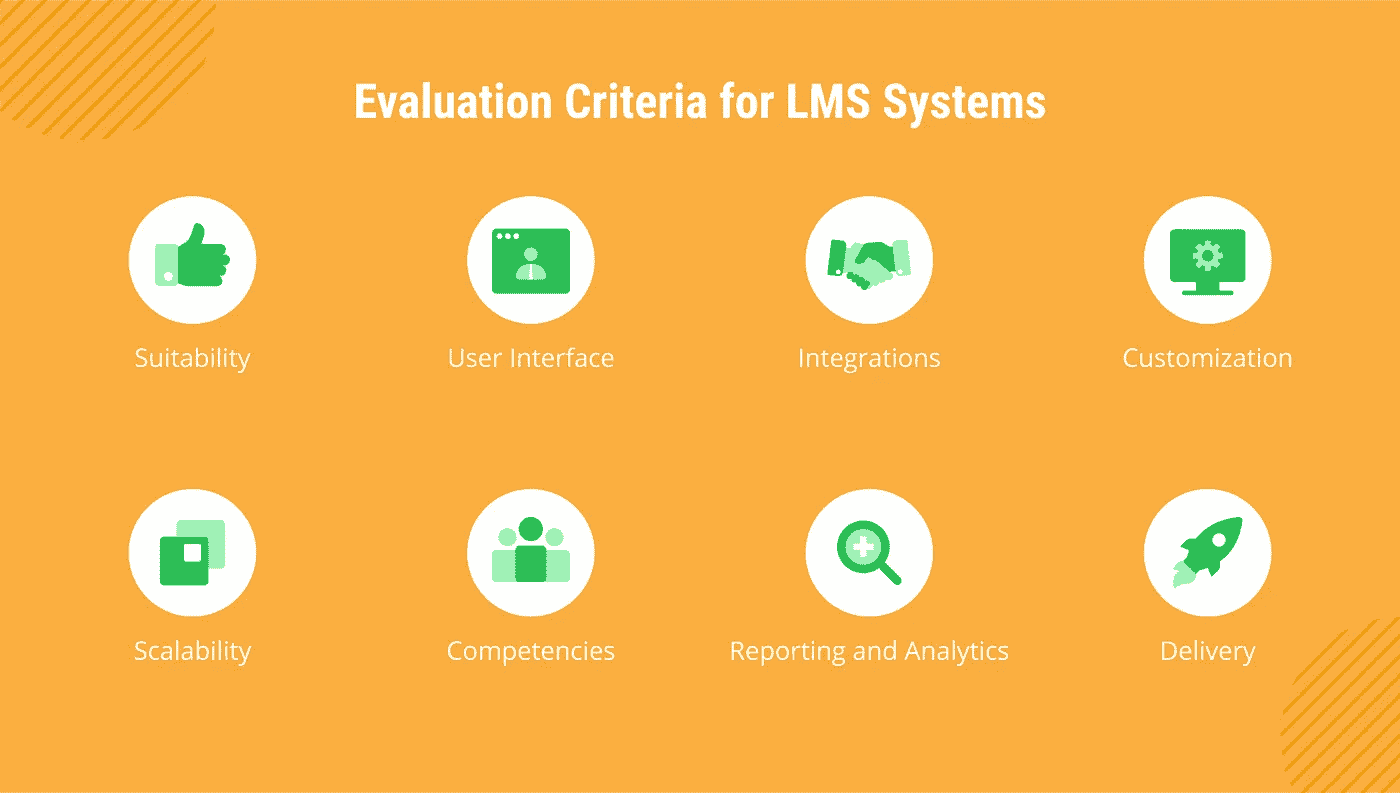 Evaluation Criteria for LMS Systems
Suitability
User Interface
Integrations
Customization
Scalability
Competencies
Reporting and Analytics
Delivery